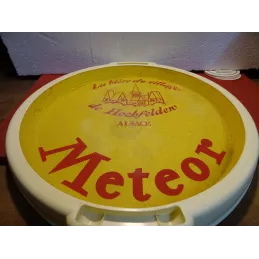 La bière du village
de Hochfelden
ALSACE
Meteor